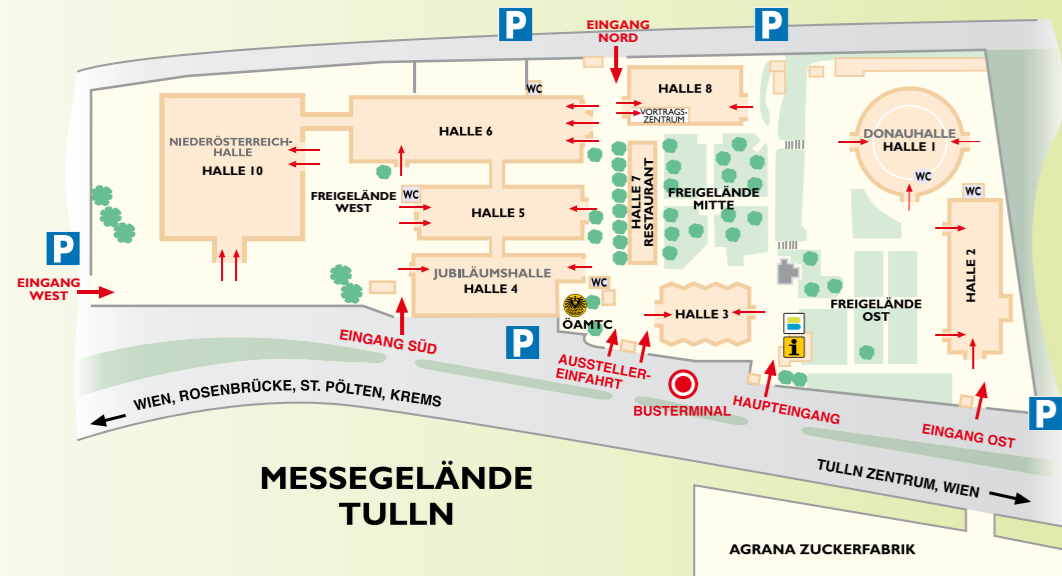 P
P
EINGANG
NORD
WC
HALLE 8
VORTRAGS-
ZENTRUM
HALLE 6
NIEDERÖSTERREICH-
HALLE
HALLE 10
DONAUHALLE
HALLE 1
WC
WC
FREIGELÄNDE
WEST
WC
HALLE 5
HALLE 7
RESTAURANT
FREIGELÄNDE
MITTE
P
EINGANG
WEST
JUBILÄUMSHALLE
HALLE 4
WC
HALLE 2
ÖAMTC
HALLE 3
FREIGELÄNDE
OST
i
EINGANG SÜD
P
AUSSTELLER-
EINFAHRT
BUSTERMINAL
HAUPTEINGANG
EINGANG OST
P
WIEN, ROSENBRÜCKE, ST. PÖLTEN, KREMS
TULLN ZENTRUM, WIEN
MESSEGELÄNDE
TULLN
AGRANA ZUCKERFABRIK